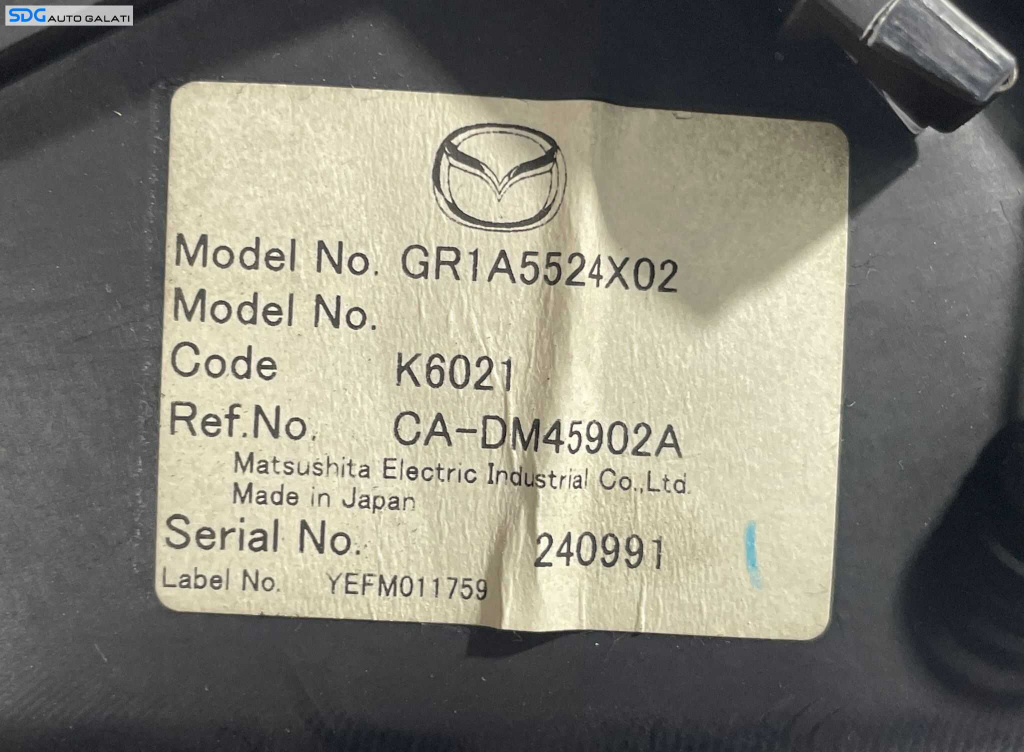 SDG AUTO GALATI
Model No. GR1A5524X02
Model No.
Code K6021
Ref.No. CA-DM45902A
Matsushita Electric Industrial Co.,Ltd.
Made in Japan
Serial No. 240991
Label No. YEFM011759